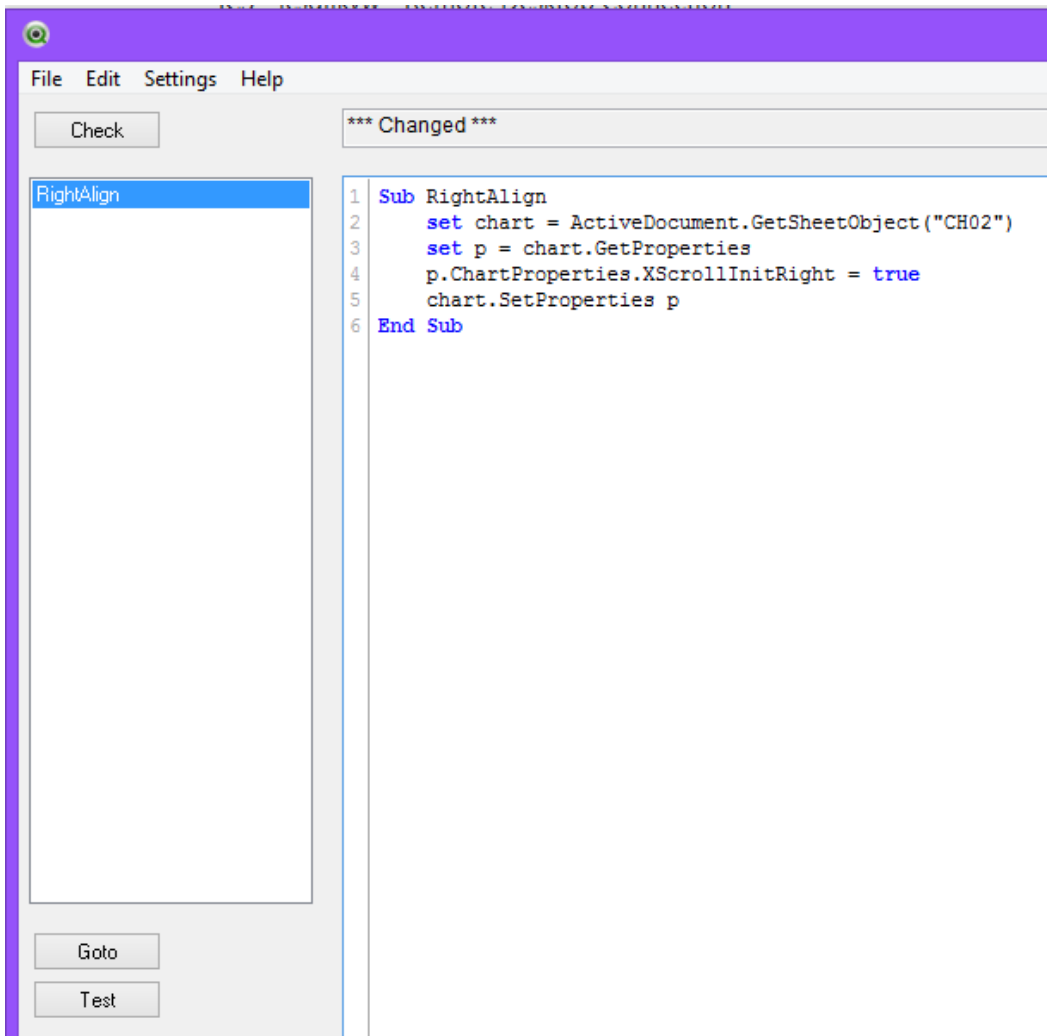 File Edit Settings Help
Check
*** Changed ***
RightAlign
1 Sub RightAlign
2 set chart = ActiveDocument.GetSheetObject("CH02")
3 set p = chart.GetProperties
4 p.ChartProperties.XScrollInitRight = true
5 chart.SetProperties p
6 End Sub
Goto
Test